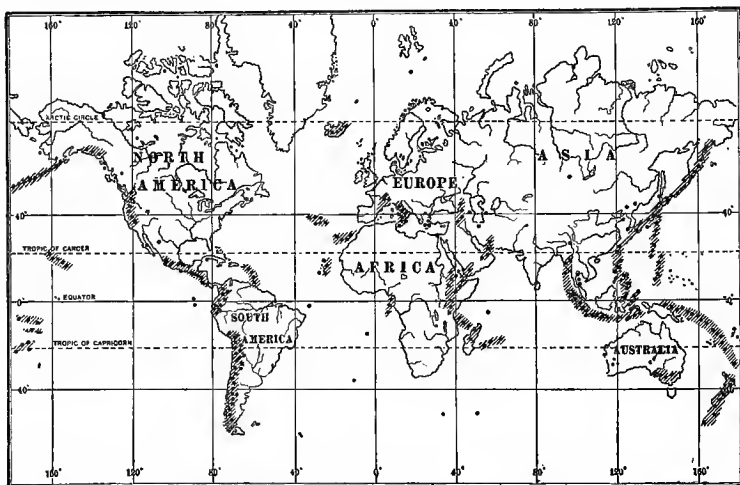 160° 120° 80° 40° 0° 40° 80° 120° 160°
ARCTIC CIRCLE
NORTH
AMERICA
EUROPE
ASIA
40° 40°
TROPIC OF CANCER
AFRICA
EQUATOR
SOUTH
AMERICA
TROPIC OF CAPRICORN
AUSTRALIA
40° 40°
160° 120° 80° 40° 0° 40° 80° 120° 160°